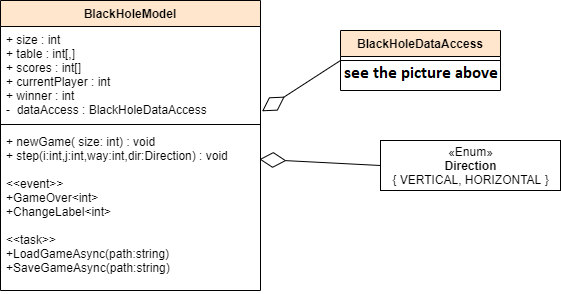 BlackHoleModel
+ size : int
+ table : int[,]
+ scores : int[]
+ currentPlayer : int
+ winner : int
- dataAccess : BlackHoleDataAccess
+ newGame( size: int) : void
+ step(i:int,j:int,way:int,dir:Direction) : void
<<event>>
+GameOver<int>
+ChangeLabel<int>
<<task>>
+LoadGameAsync(path:string)
+SaveGameAsync(path:string)
BlackHoleDataAccess
see the picture above
«Enum»
Direction
{ VERTICAL, HORIZONTAL }